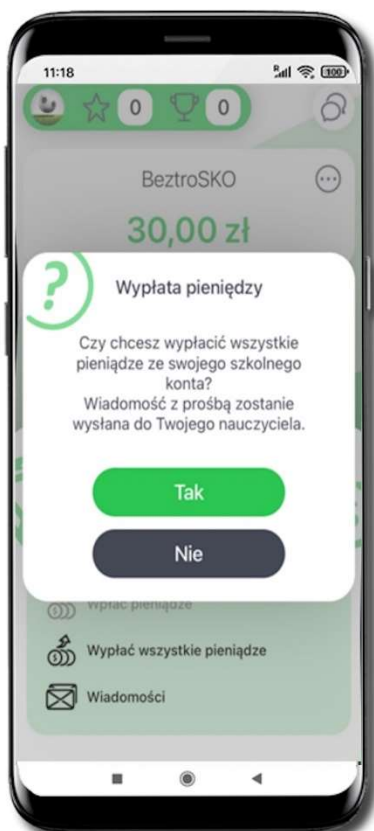 11:18
R
100
0
0
BeztroSKO
30,00 zł
?
Wypłata pieniędzy
Czy chcesz wypłacić wszystkie
pieniądze ze swojego szkolnego
konta?
Wiadomość z prośbą zostanie
wysłana do Twojego nauczyciela.
Tak
Nie
Wpłać pieniądze
Wypłać wszystkie pieniądze
Wiadomości